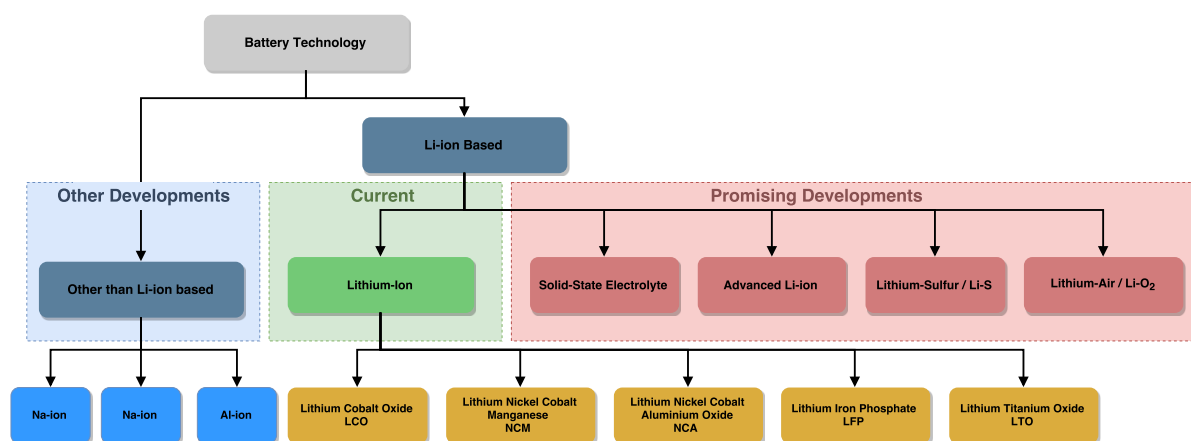 Battery Technology
Li-ion Based
Other Developments
Current
Promising Developments
Other than Li-ion based
Lithium-Ion
Solid-State Electrolyte
Advanced Li-ion
Lithium-Sulfur / Li-S
Lithium-Air / Li-O₂
Na-ion
Na-ion
Al-ion
Lithium Cobalt Oxide
LCO
Lithium Nickel Cobalt
Manganese
NCM
Lithium Nickel Cobalt
Aluminium Oxide
NCA
Lithium Iron Phosphate
LFP
Lithium Titanium Oxide
LTO